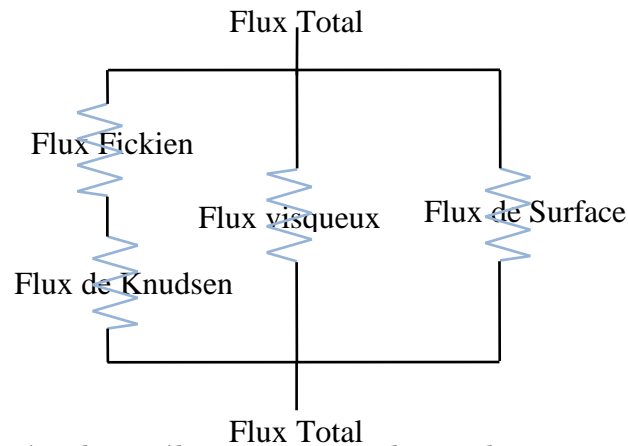 Flux Total
Flux Fickien
Flux visqueux
Flux de Surface
Flux de Knudsen
Flux Total